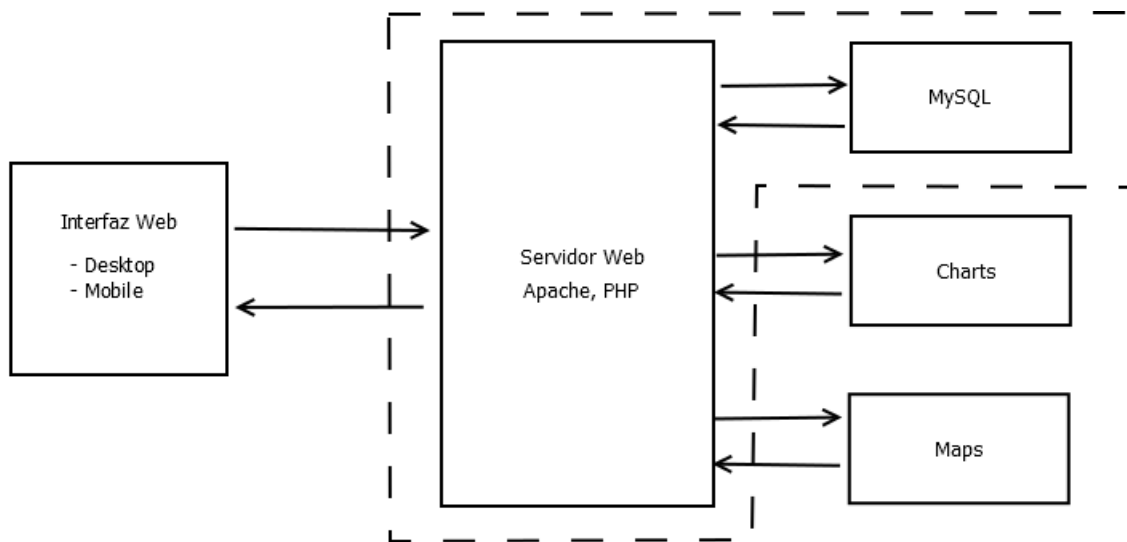 Interfaz Web
- Desktop
- Mobile
Servidor Web
Apache, PHP
MySQL
Charts
Maps